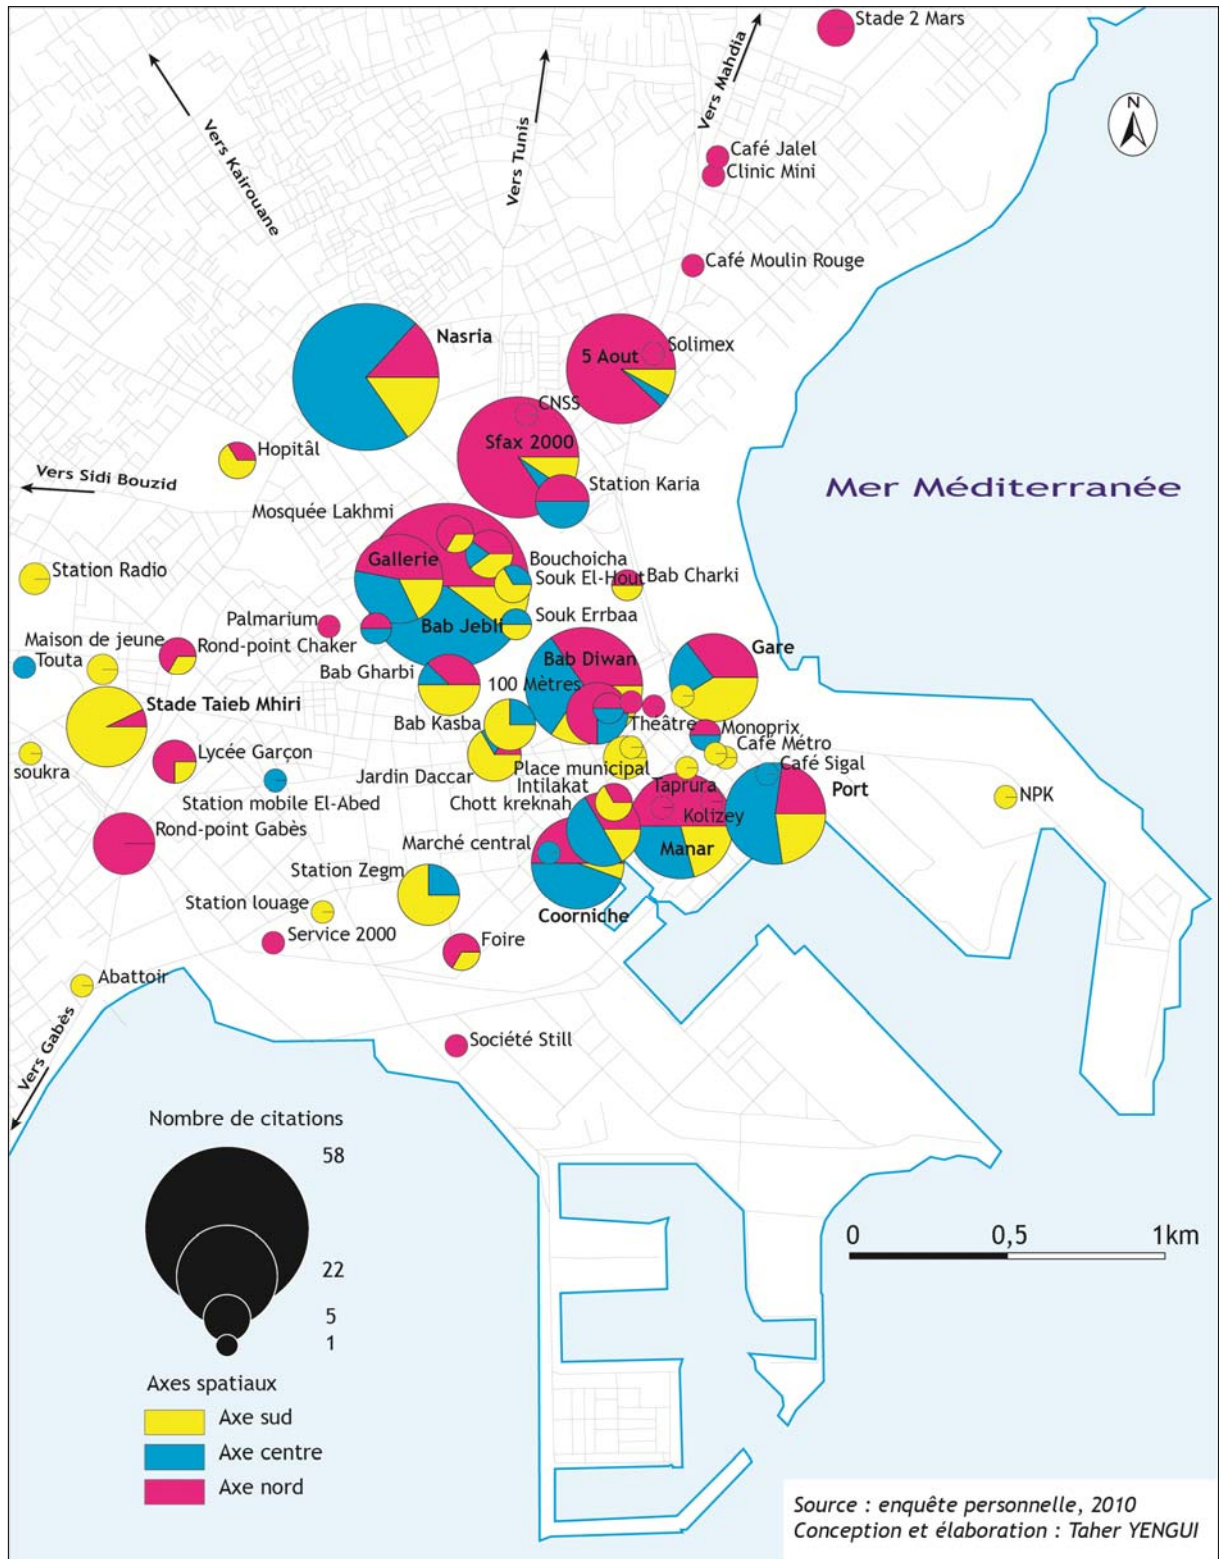 Stade 2 Mars
N
Vers Kairouane
Vers Tunis
Vers Mahdia
Café Jalel
Clinic Mini
Café Moulin Rouge
Nasria
Solimex
5 Aout
CNSS
Sfax 2000
Hopitâl
Vers Sidi Bouzid
Station Karia
Mer Méditerranée
Mosquée Lakhmi
Gallerie
Bouchoicha
Station Radio
Souk El-Hout
Bab Charki
Palmarium
Souk Errbaa
Bab Jebli
Maison de jeune
Rond-point Chaker
Touta
Bab Gharbi
Bab Diwan
Gare
100 Mètres
Stade Taieb Mhiri
Bab Kasba
Théâtre
Monoprix
Lycée Garçon
Café Métro
soukra
Jardin Daccar
Place municipal
Café Sigal
Station mobile El-Abed
Intilakat
Taprura
Port
NPK
Chott kreknah
Kolizey
Rond-point Gabès
Marché central
Manar
Station Zegm
Station louage
Coorniche
Service 2000
Foire
Abattoir
Vers Gabès
Société Still
Nombre de citations
58
22
5
1
0 0,5 1km
Axes spatiaux
Axe sud
Axe centre
Axe nord
Source : enquête personnelle, 2010
Conception et élaboration : Taher YENGUI